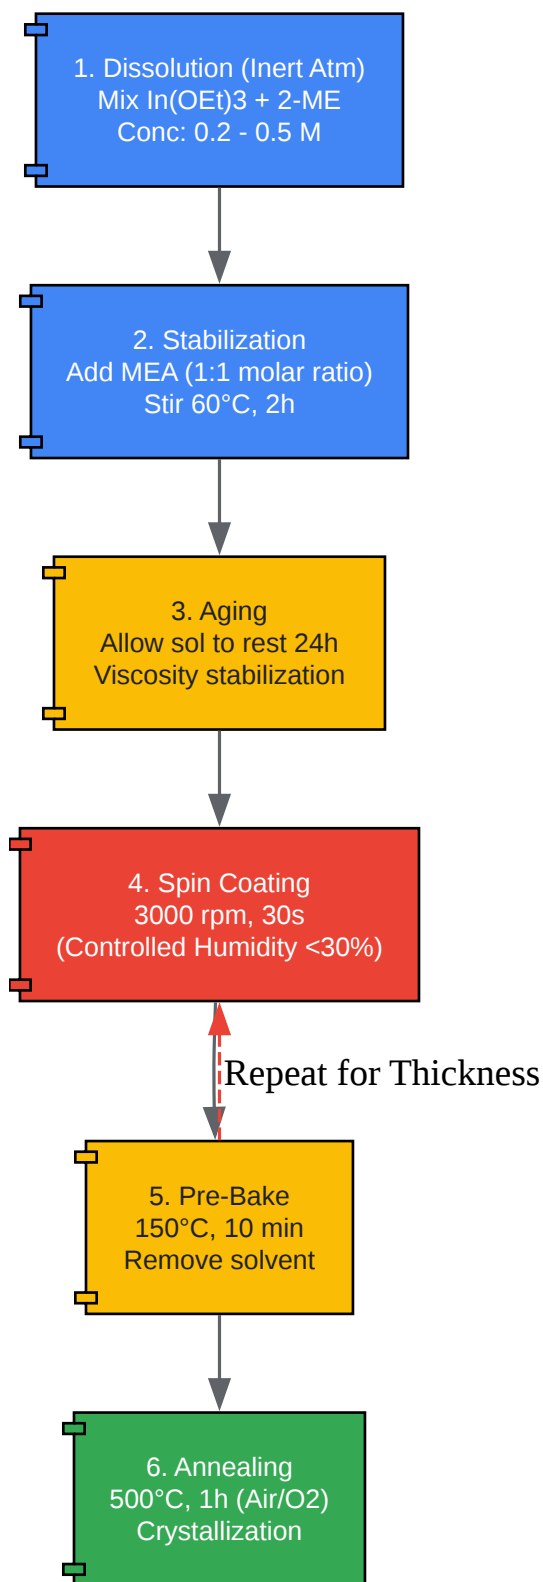 1. Dissolution (Inert Atm)
Mix In(OEt)3 + 2-ME
Conc: 0.2 - 0.5 M
2. Stabilization
Add MEA (1:1 molar ratio)
Stir 60°C, 2h
3. Aging
Allow sol to rest 24h
Viscosity stabilization
4. Spin Coating
3000 rpm, 30s
(Controlled Humidity <30%)
Repeat for Thickness
5. Pre-Bake
150°C, 10 min
Remove solvent
6. Annealing
500°C, 1h (Air/O2)
Crystallization